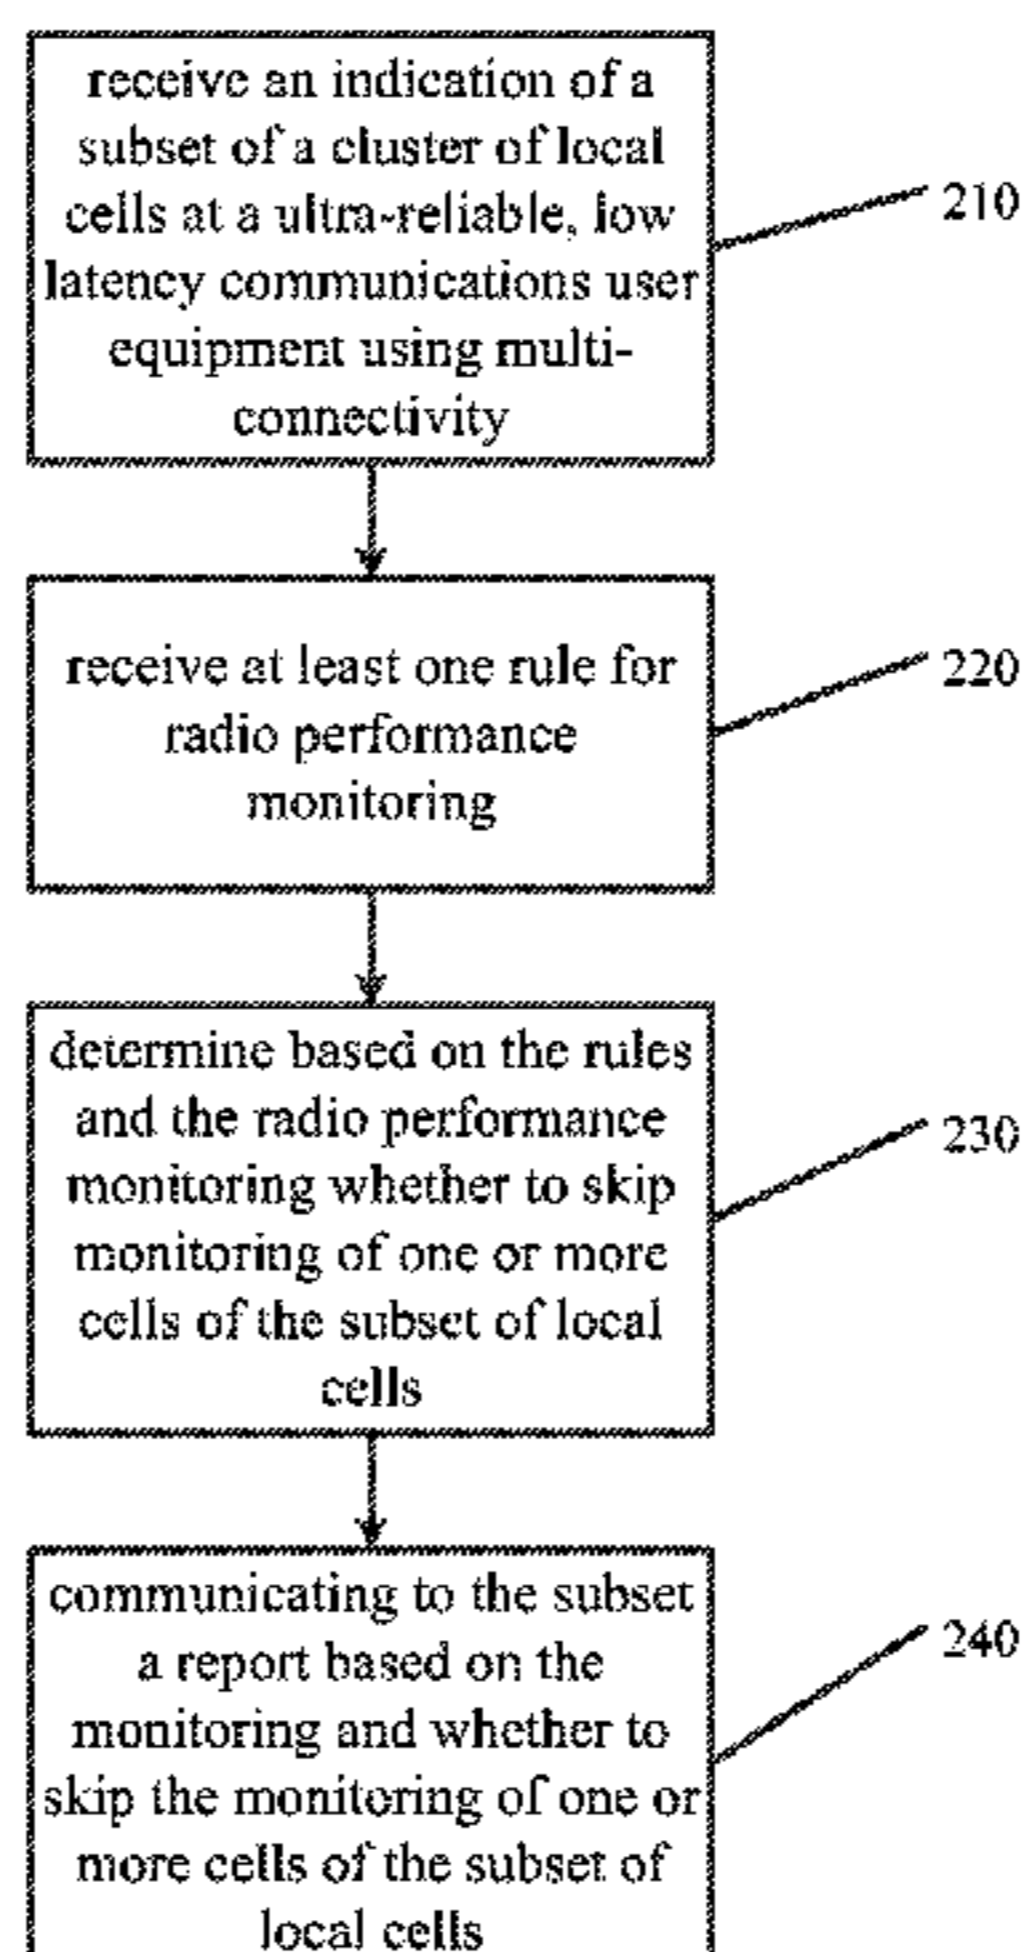 receive an indication of a
subset of a cluster of local
cells at a ultra-reliable, low
latency communications user
equipment using multi-
connectivity
210
receive at least one rule for
radio performance
monitoring
220
determine based on the rules
and the radio performance
monitoring whether to skip
monitoring of one or more
cells of the subset of local
cells
230
communicating to the subset
a report based on the
monitoring and whether to
skip the monitoring of one or
more cells of the subset of
local cells
240